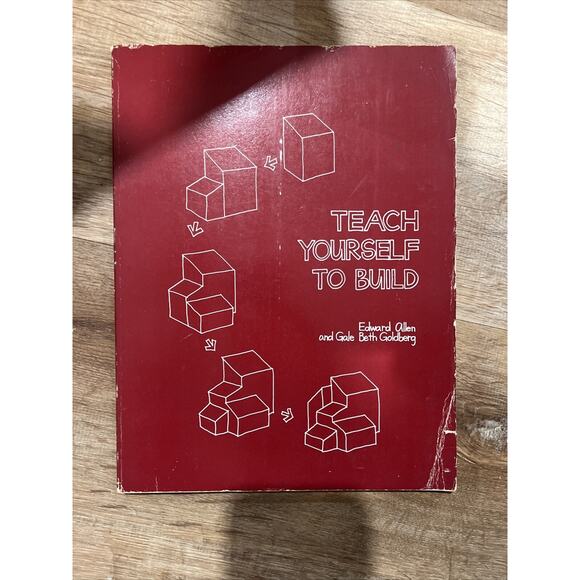 TEACH
YOURSELF
TO BUILD
Edward Allen
and Gale Beth Goldberg